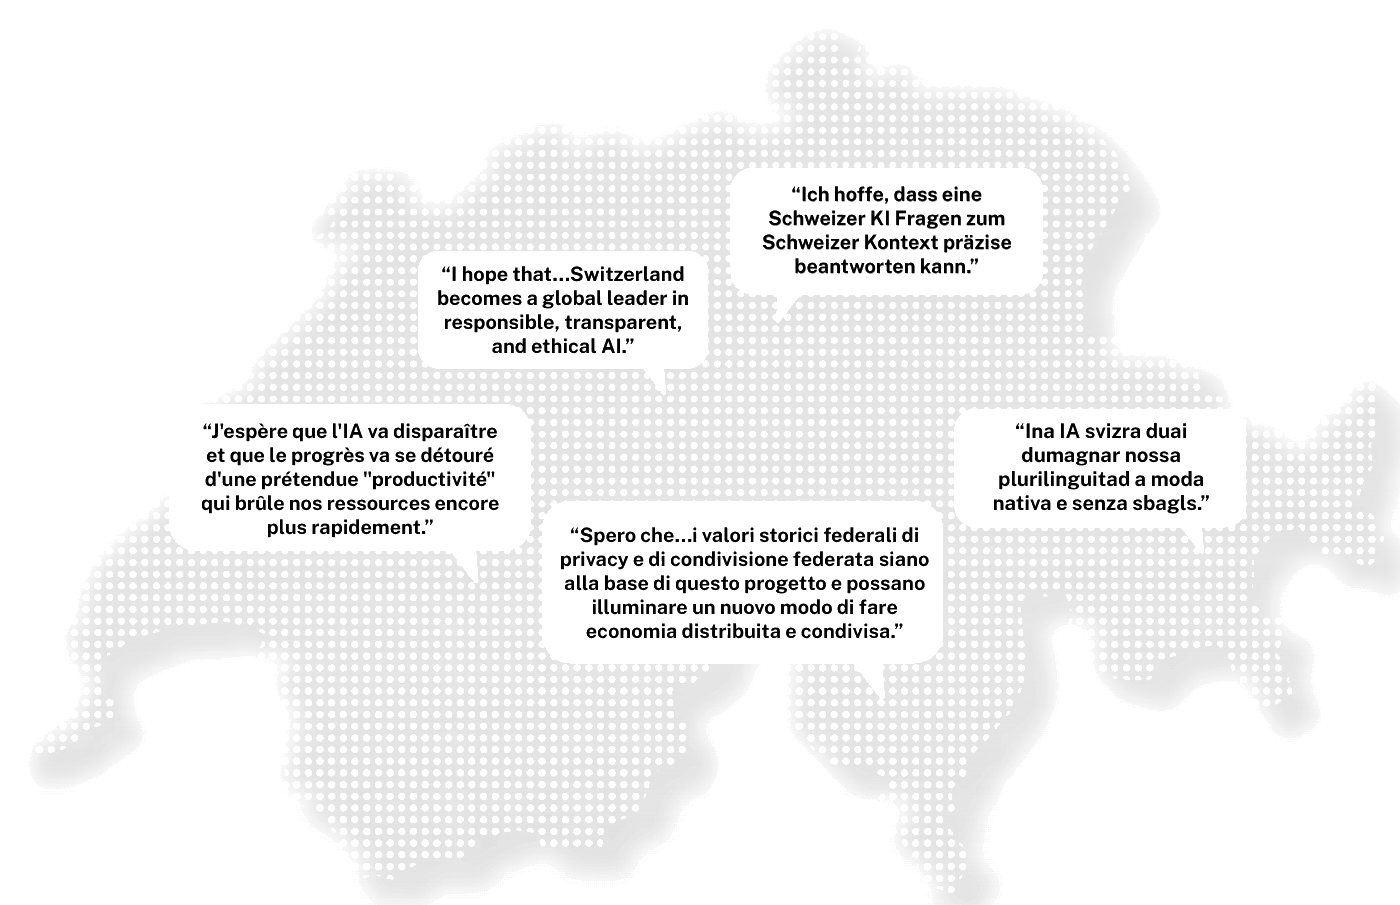 “Ich hoffe, dass eine
Schweizer KI Fragen zum
Schweizer Kontext präzise
beantworten kann.”
“I hope that...Switzerland
becomes a global leader in
responsible, transparent,
and ethical AI.”
“J'espère que l'IA va disparaître
et que le progrès va se détouré
d'une prétendue "productivité"
qui brûle nos ressources encore
plus rapidement.”
“Ina IA svizra duai
dumagnar nossa
plurilinguitad a moda
nativa e senza sbagls.”
“Spero che...i valori storici federali di
privacy e di condivisione federata siano
alla base di questo progetto e possano
illuminare un nuovo modo di fare
economia distribuita e condivisa.”